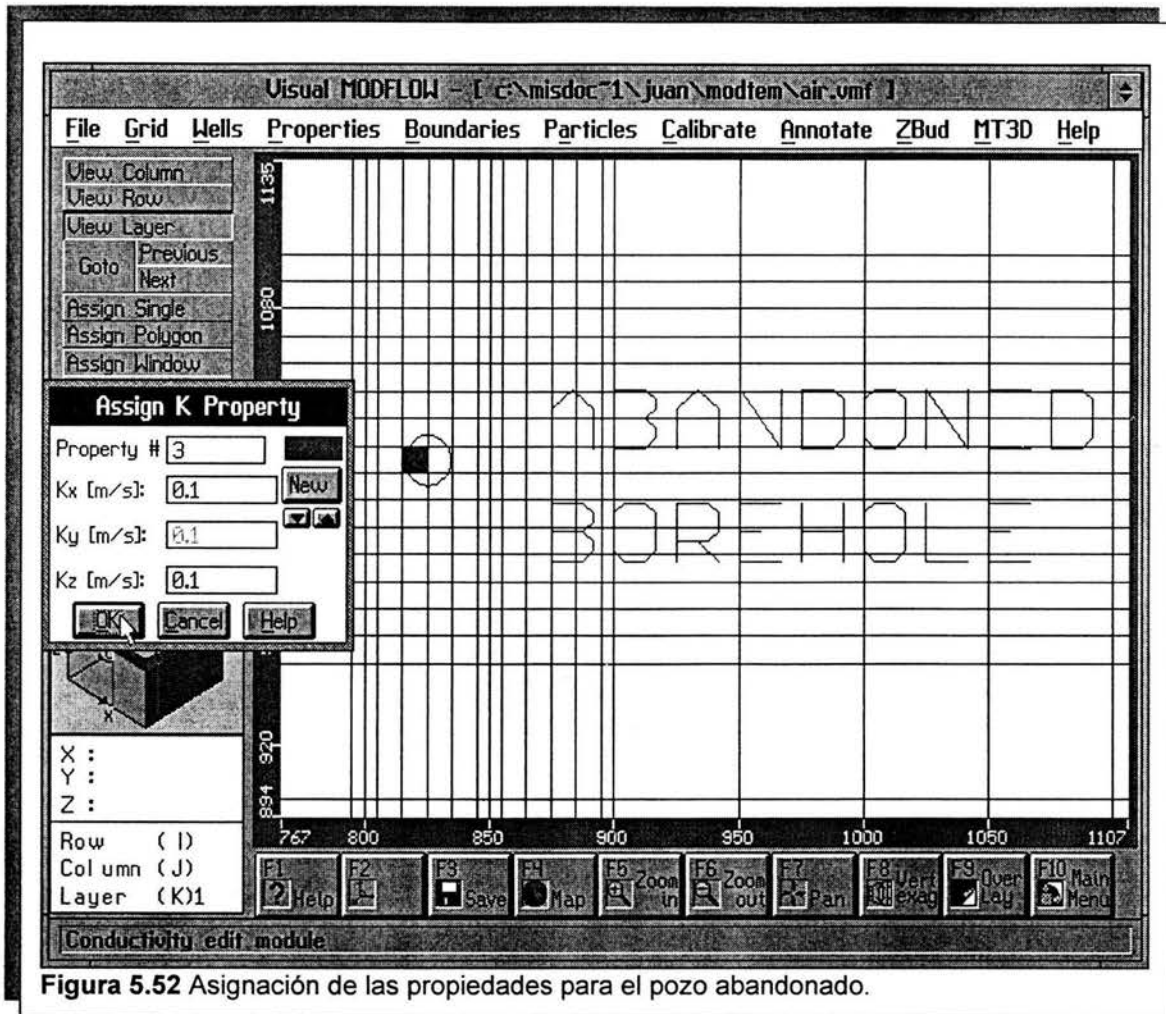 Visual MODFLOW - [ c:\misdoc~1\juan\modtem\air.vmf ]
File Grid Wells Properties Boundaries Particles Calibrate Annotate ZBud MT3D Help
View Column
View Row
View Layer
Goto Previous
Next
Assign Single
Assign Polygon
Assign Window
Assign K Property
Property # 3
Kx [m/s]: 0.1
New
Ky [m/s]: 0.1
Kz [m/s]: 0.1
OK Cancel Help
X
X :
Y :
Z :
Row ( I)
Column (J)
Layer (K)1
1135
1080
920
894
ABANDONED
BOREHOLE
767 800 850 900 950 1000 1050 1107
F1 ? Help
F2
F3 Save
F4 Map
F5 Zoom in
F6 Zoom out
F7 Pan
F8 Vert exag
F9 Over Lay
F10 Main Menu
Conductivity edit module
Figura 5.52 Asignación de las propiedades para el pozo abandonado.